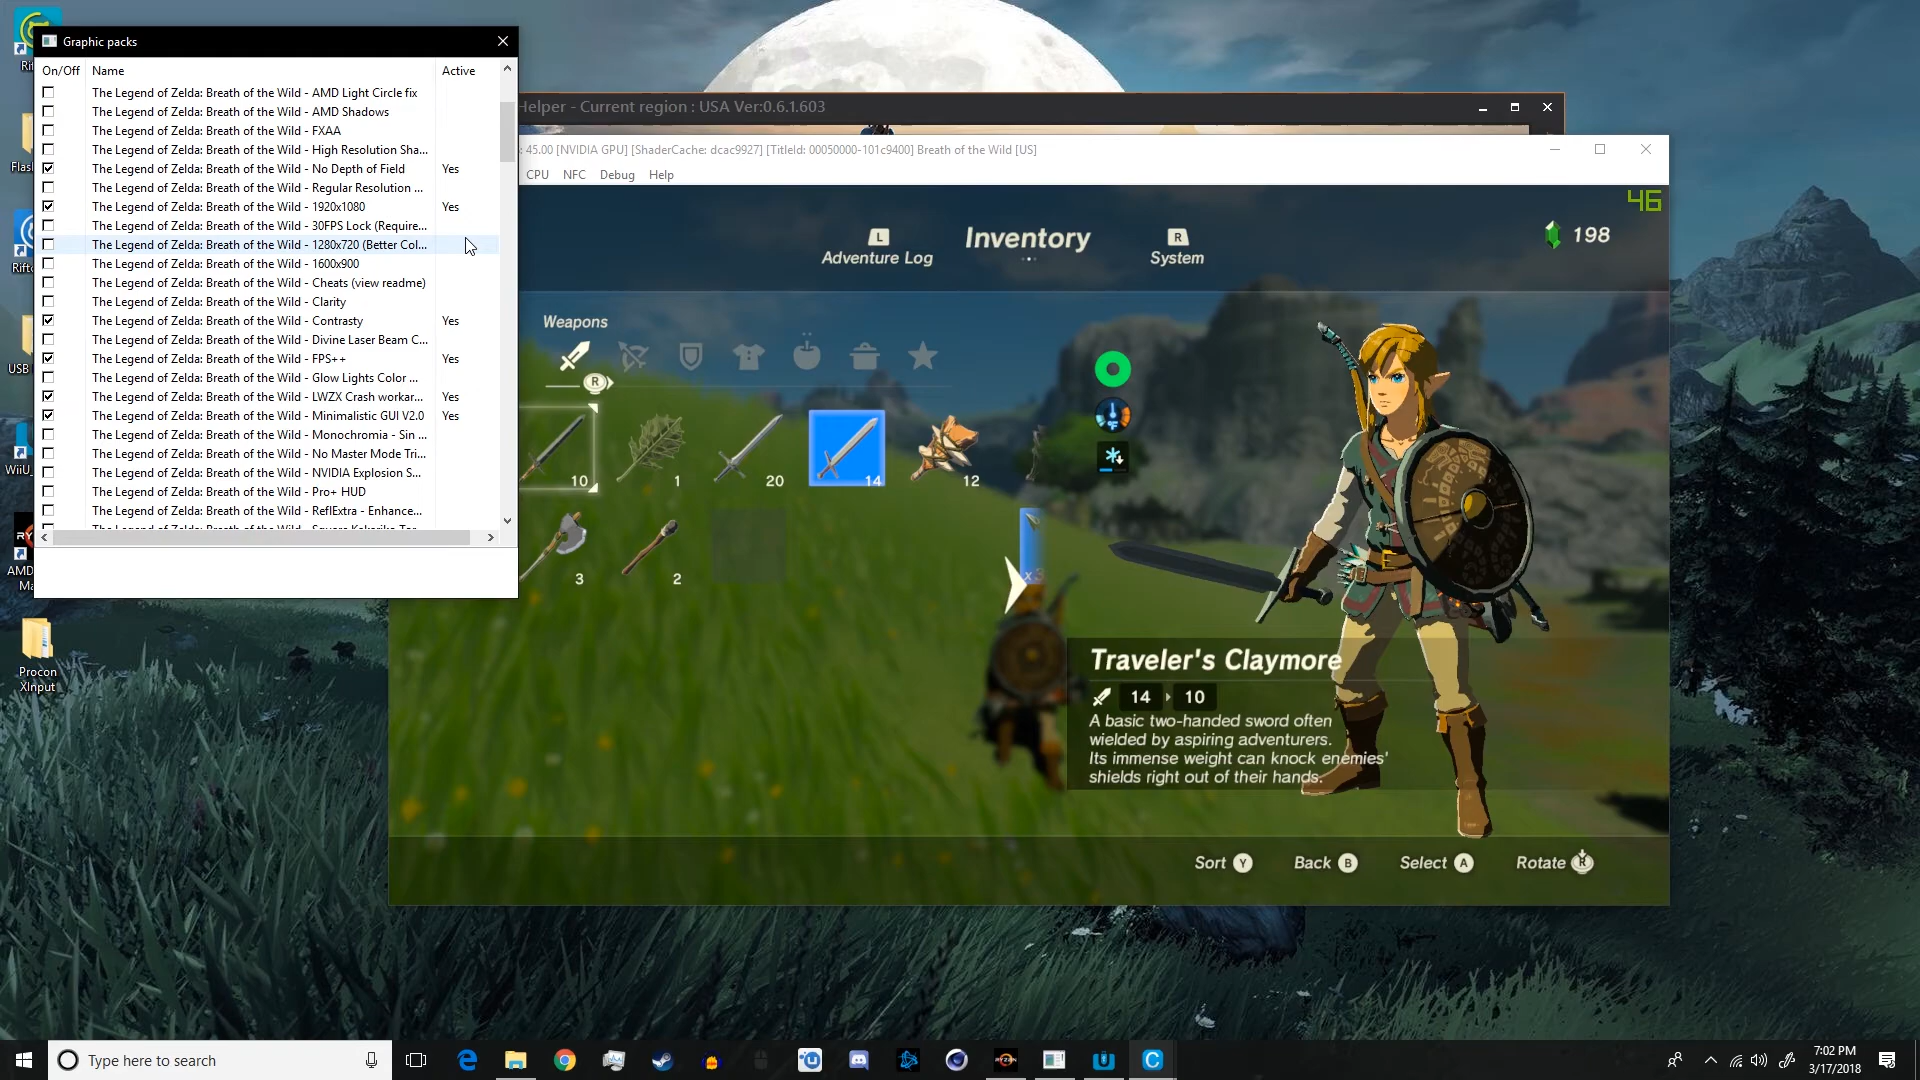 Graphic packs
On/Off Name Active
The Legend of Zelda: Breath of the Wild - AMD Light Circle fix
The Legend of Zelda: Breath of the Wild - AMD Shadows
The Legend of Zelda: Breath of the Wild - FXAA
The Legend of Zelda: Breath of the Wild - High Resolution Sha...
The Legend of Zelda: Breath of the Wild - No Depth of Field Yes
The Legend of Zelda: Breath of the Wild - Regular Resolution ...
The Legend of Zelda: Breath of the Wild - 1920x1080 Yes
The Legend of Zelda: Breath of the Wild - 30FPS Lock (Require...
The Legend of Zelda: Breath of the Wild - 1280x720 (Better Col...
The Legend of Zelda: Breath of the Wild - 1600x900
The Legend of Zelda: Breath of the Wild - Cheats (view readme)
The Legend of Zelda: Breath of the Wild - Clarity
The Legend of Zelda: Breath of the Wild - Contrasty Yes
The Legend of Zelda: Breath of the Wild - Divine Laser Beam C...
The Legend of Zelda: Breath of the Wild - FPS++ Yes
The Legend of Zelda: Breath of the Wild - Glow Lights Color ...
The Legend of Zelda: Breath of the Wild - LWZX Crash workar... Yes
The Legend of Zelda: Breath of the Wild - Minimalistic GUI V2.0 Yes
The Legend of Zelda: Breath of the Wild - Monochromia - Sin ...
The Legend of Zelda: Breath of the Wild - No Master Mode Tri...
The Legend of Zelda: Breath of the Wild - NVIDIA Explosion S...
The Legend of Zelda: Breath of the Wild - Pro+ HUD
The Legend of Zelda: Breath of the Wild - ReflExtra - Enhance...
Helper - Current region : USA Ver:0.6.1.603
: 45.00 [NVIDIA GPU] [ShaderCache: dcac9927] [TitleId: 00050000-101c9400] Breath of the Wild [US]
CPU NFC Debug Help
46
L
Adventure Log
Inventory
R
System
198
Weapons
R
10 1 20 14 12
3 2
x3
Traveler's Claymore
14 10
A basic two-handed sword often
wielded by aspiring adventurers.
Its immense weight can knock enemies'
shields right out of their hands.
Sort Y Back B Select A Rotate R
Rif
Flas
Rift
USB
WiiU_
AMD
Ma
Procon
XInput
Type here to search
RYZEN
7:02 PM
3/17/2018